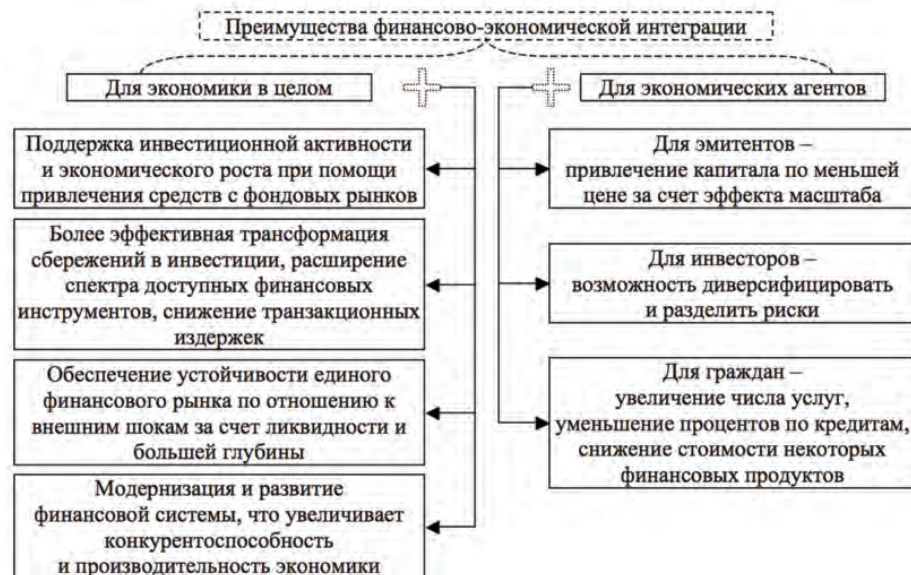 Преимущества финансово-экономической интеграции
Для экономики в целом
Поддержка инвестиционной активности
и экономического роста при помощи
привлечения средств с фондовых рынков
Более эффективная трансформация
сбережений в инвестиции, расширение
спектра доступных финансовых
инструментов, снижение транзакционных
издержек
Обеспечение устойчивости единого
финансового рынка по отношению к
внешним шокам за счет ликвидности и
большей глубины
Модернизация и развитие
финансовой системы, что увеличивает
конкурентоспособность
и производительность экономики
Для экономических агентов
Для эмитентов –
привлечение капитала по меньшей
цене за счет эффекта масштаба
Для инвесторов –
возможность диверсифицировать
и разделить риски
Для граждан –
увеличение числа услуг,
уменьшение процентов по кредитам,
снижение стоимости некоторых
финансовых продуктов